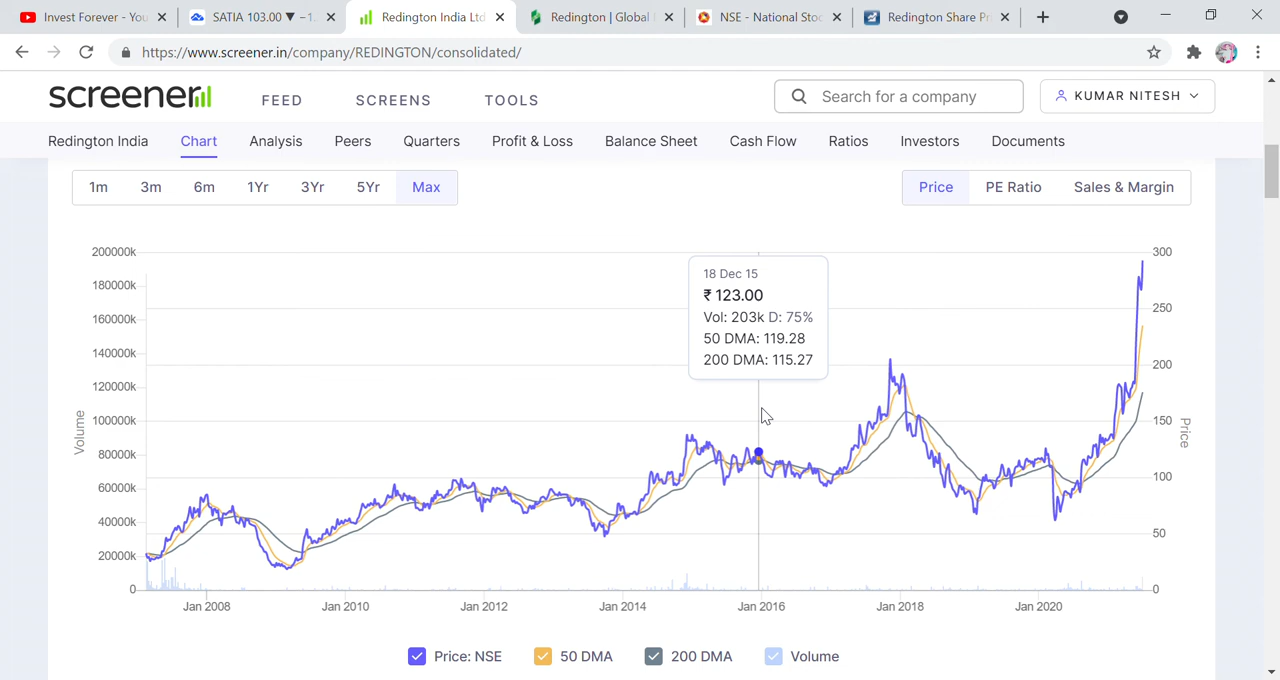 Invest Forever - You
SATIA 103.00 ▼ −1.
Redington India Ltd
Redington | Global
NSE - National Stoc
Redington Share Pr
https://www.screener.in/company/REDINGTON/consolidated/
screener
FEED
SCREENS
TOOLS
Search for a company
KUMAR NITESH
Redington India
Chart
Analysis
Peers
Quarters
Profit & Loss
Balance Sheet
Cash Flow
Ratios
Investors
Documents
1m
3m
6m
1Yr
3Yr
5Yr
Max
Price
PE Ratio
Sales & Margin
200000k
180000k
160000k
140000k
120000k
100000k
80000k
60000k
40000k
20000k
0
Volume
18 Dec 15
₹ 123.00
Vol: 203k D: 75%
50 DMA: 119.28
200 DMA: 115.27
300
250
200
150
100
50
0
Price
Jan 2008
Jan 2010
Jan 2012
Jan 2014
Jan 2016
Jan 2018
Jan 2020
Price: NSE
50 DMA
200 DMA
Volume